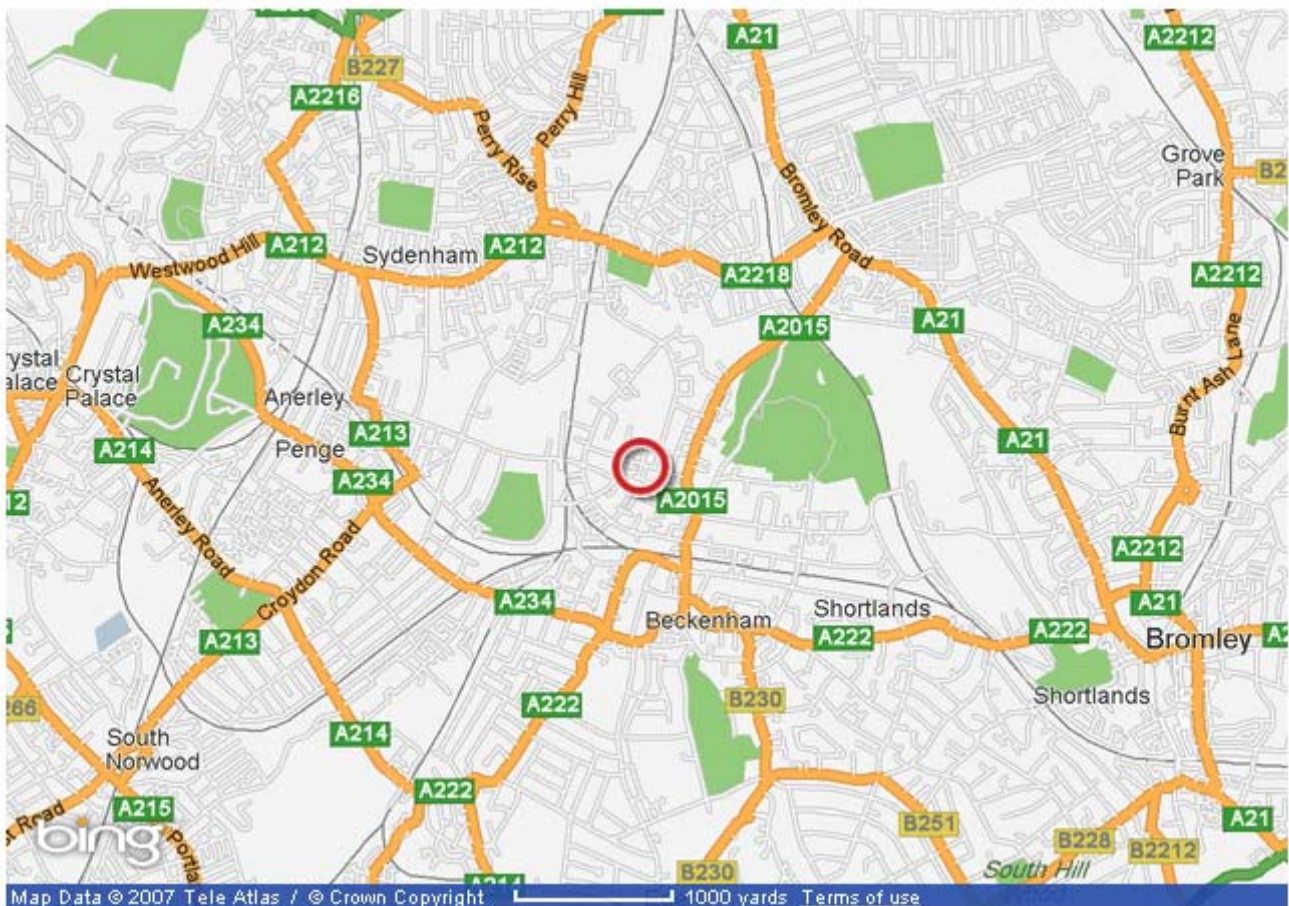 A21
A2212
B227
A2216
Perry Hill
Perry Rise
Grove
Park
Bromley Road
A212
Sydenham
A212
Westwood Hill
A2218
A2212
A234
A2015
A21
Crystal
Palace
Anerley
Burnt Ash Lane
A213
A21
Penge
A214
A234
A2015
Anerley Road
Croydon Road
A2212
A234
A21
Beckenham
Shortlands
A213
A222
A222
Bromley
B230
Shortlands
A222
A214
South
Norwood
A222
A215
A21
B251
B228
B2212
B230
South Hill
bing
Map Data © 2007 Tele Atlas / © Crown Copyright
1000 yards
Terms of use